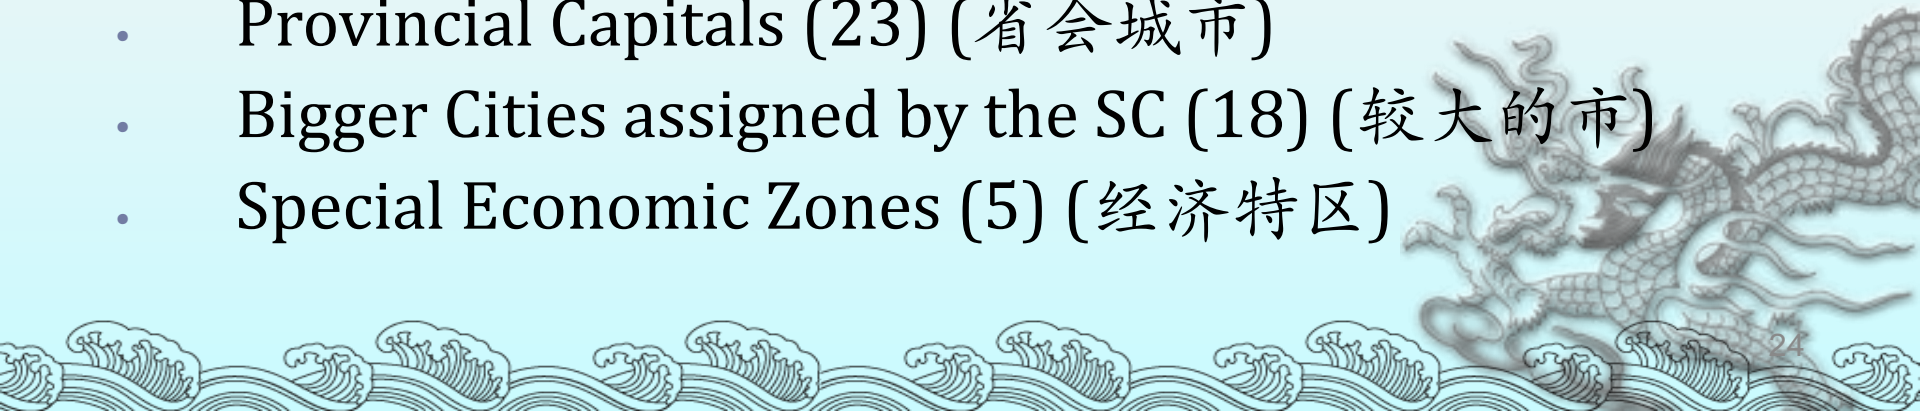 Provincial Capitals (23) (省会城市)
Bigger Cities assigned by the SC (18) (较大的市)
Special Economic Zones (5) (经济特区)
24